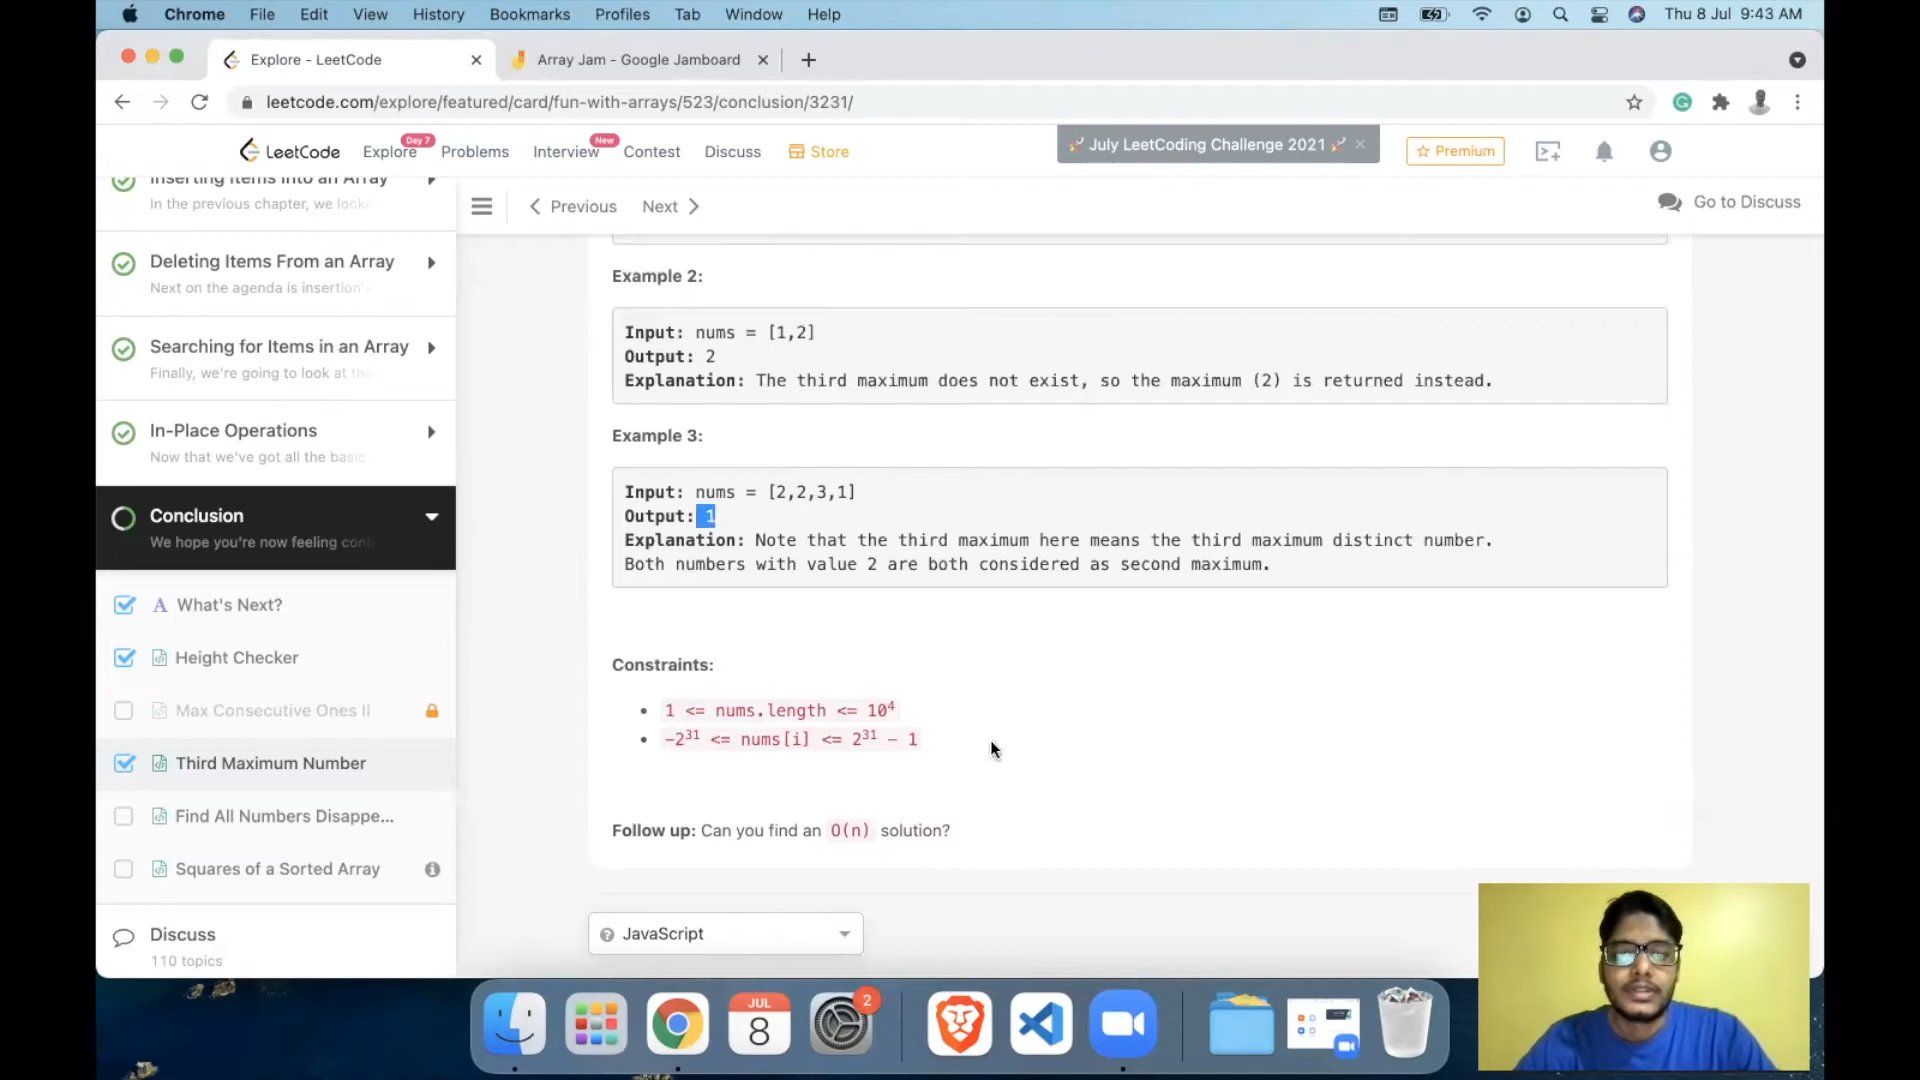 Chrome File Edit View History Bookmarks Profiles Tab Window Help Thu 8 Jul 9:43 AM
Explore - LeetCode Array Jam - Google Jamboard
leetcode.com/explore/featured/card/fun-with-arrays/523/conclusion/3231/
LeetCode Explore Day 7 Problems Interview New Contest Discuss Store July LeetCoding Challenge 2021 Premium
Inserting Items Into an Array
In the previous chapter, we look
Deleting Items From an Array
Next on the agenda is insertion's
Searching for Items in an Array
Finally, we're going to look at the
In-Place Operations
Now that we've got all the basic
Conclusion
We hope you're now feeling con
A What's Next?
Height Checker
Max Consecutive Ones II
Third Maximum Number
Find All Numbers Disappe...
Squares of a Sorted Array
Discuss
110 topics
Previous Next Go to Discuss
Example 2:
Input: nums = [1,2]
Output: 2
Explanation: The third maximum does not exist, so the maximum (2) is returned instead.
Example 3:
Input: nums = [2,2,3,1]
Output: 1
Explanation: Note that the third maximum here means the third maximum distinct number.
Both numbers with value 2 are both considered as second maximum.
Constraints:
• 1 <= nums.length <= 10⁴
• -2³¹ <= nums[i] <= 2³¹ - 1
Follow up: Can you find an O(n) solution?
JavaScript
JUL
8
2